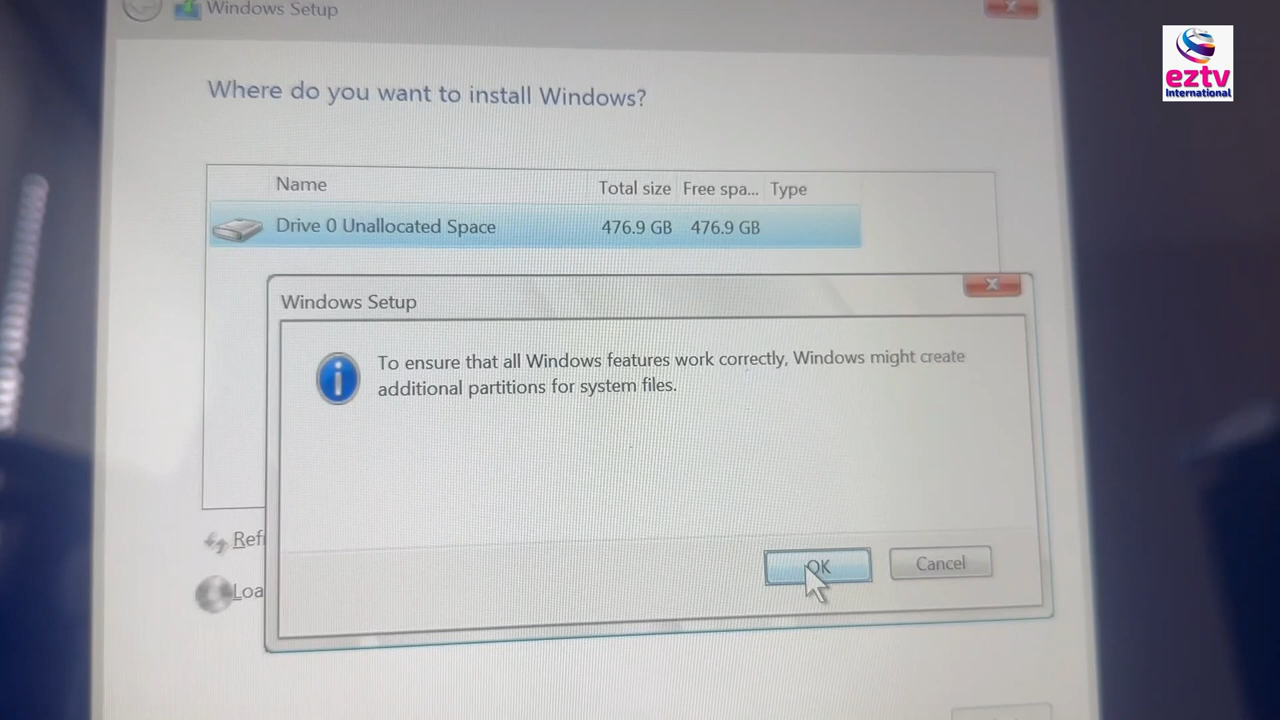 Windows Setup
eztv
International
Where do you want to install Windows?
Name Total size Free spa... Type
Drive 0 Unallocated Space 476.9 GB 476.9 GB
Windows Setup
To ensure that all Windows features work correctly, Windows might create
additional partitions for system files.
Refr
Loa
OK Cancel